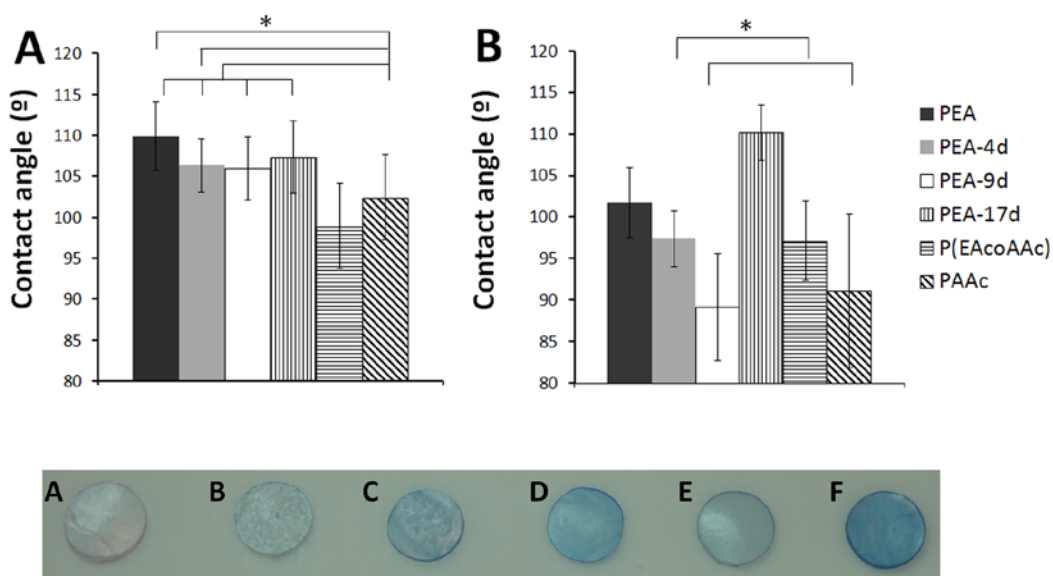 A
*
Contact angle (º)
120
115
110
105
100
95
90
85
80
B
*
Contact angle (º)
120
115
110
105
100
95
90
85
80
PEA
PEA-4d
PEA-9d
PEA-17d
P(EAcoAAc)
PAAc
A B C D E F